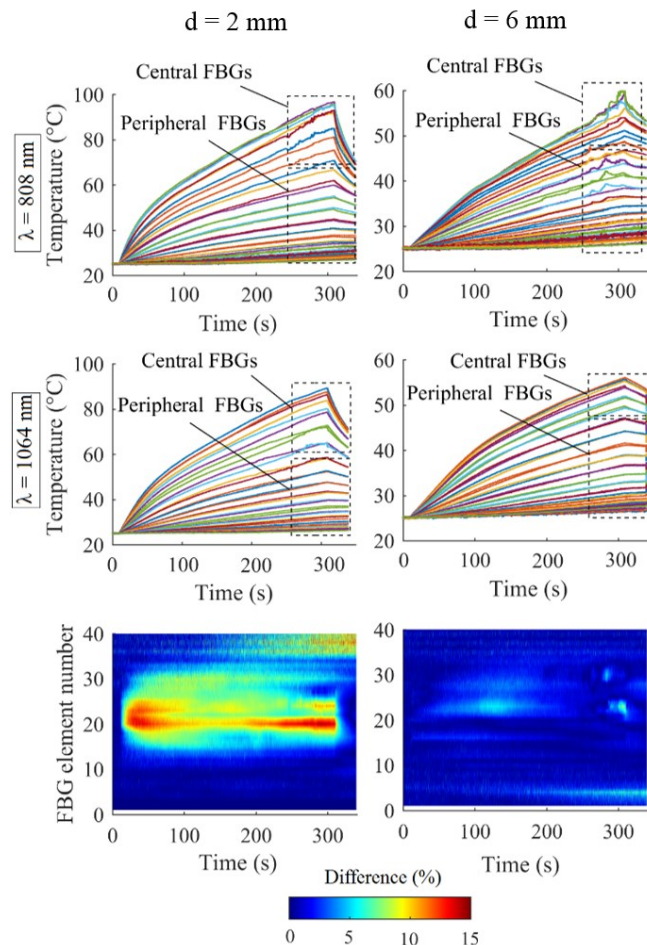 d = 2 mm
d = 6 mm
λ = 808 nm
Temperature (°C)
100
80
60
40
20
Central FBGs
Peripheral FBGs
0
100
200
300
Time (s)
60
50
40
30
20
Central FBGs
Peripheral FBGs
0
100
200
300
Time (s)
λ = 1064 nm
Temperature (°C)
100
80
60
40
20
Central FBGs
Peripheral FBGs
0
100
200
300
Time (s)
60
50
40
30
20
Central FBGs
Peripheral FBGs
0
100
200
300
Time (s)
FBG element number
40
30
20
10
0
0
100
200
300
Time (s)
40
30
20
10
0
0
100
200
300
Time (s)
Difference (%)
0
5
10
15